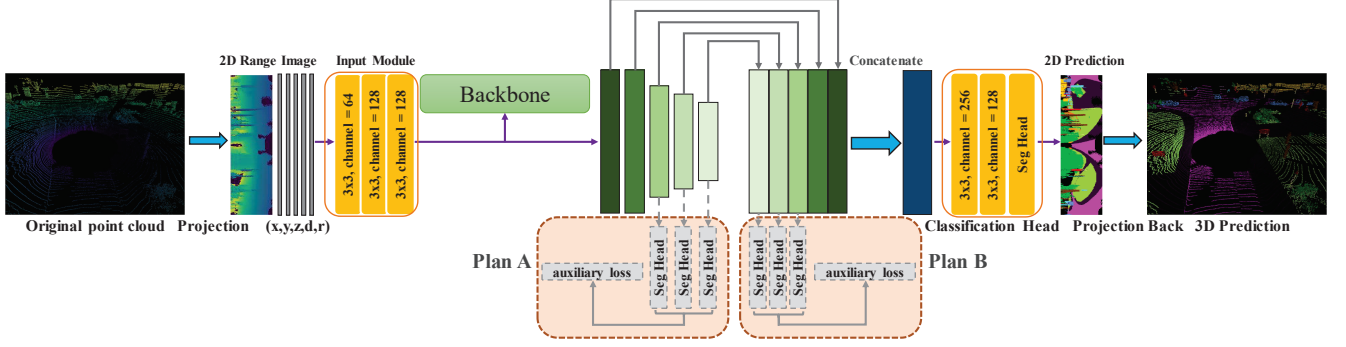 2D Range Image
Input Module
3x3, channel = 64
3x3, channel = 128
3x3, channel = 128
Backbone
Concatenate
3x3, channel = 256
3x3, channel = 128
Seg Head
2D Prediction
Original point cloud
Projection
(x,y,z,d,r)
Classification Head
Projection Back
3D Prediction
Plan A
auxiliary loss
Seg Head
Seg Head
Seg Head
Seg Head
Seg Head
Seg Head
auxiliary loss
Plan B